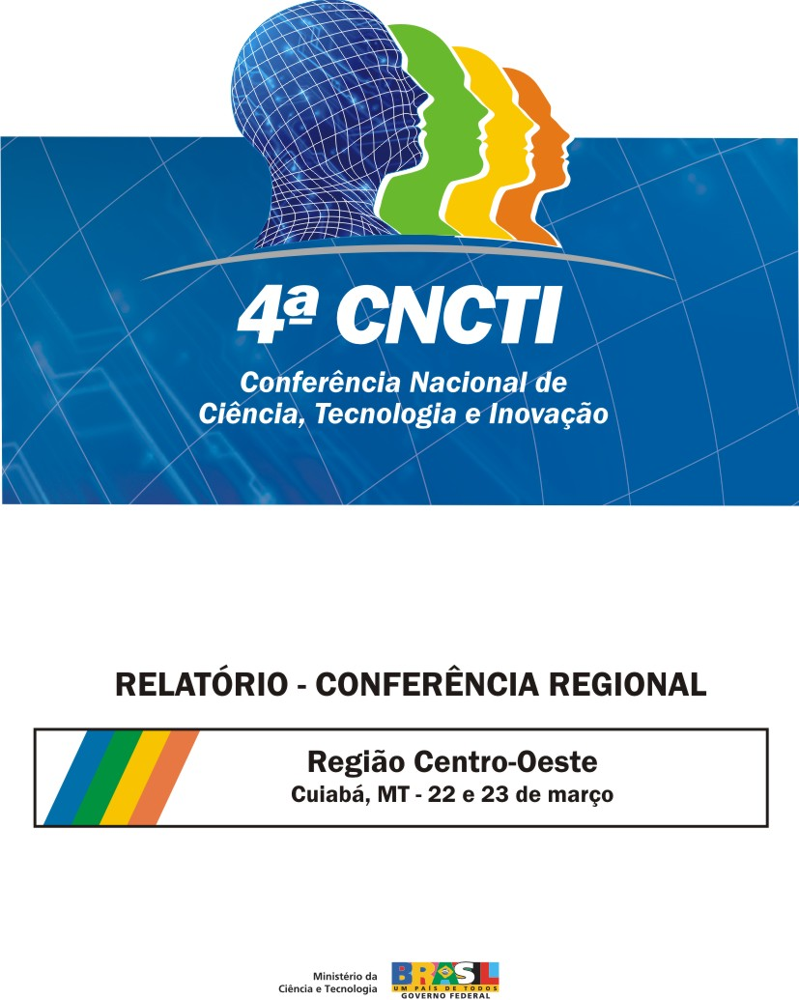 4ª CNCTI
Conferência Nacional de
Ciência, Tecnologia e Inovação
RELATÓRIO - CONFERÊNCIA REGIONAL
Região Centro-Oeste
Cuiabá, MT - 22 e 23 de março
Ministério da
Ciência e Tecnologia
BRASIL
UM PAÍS DE TODOS
GOVERNO FEDERAL